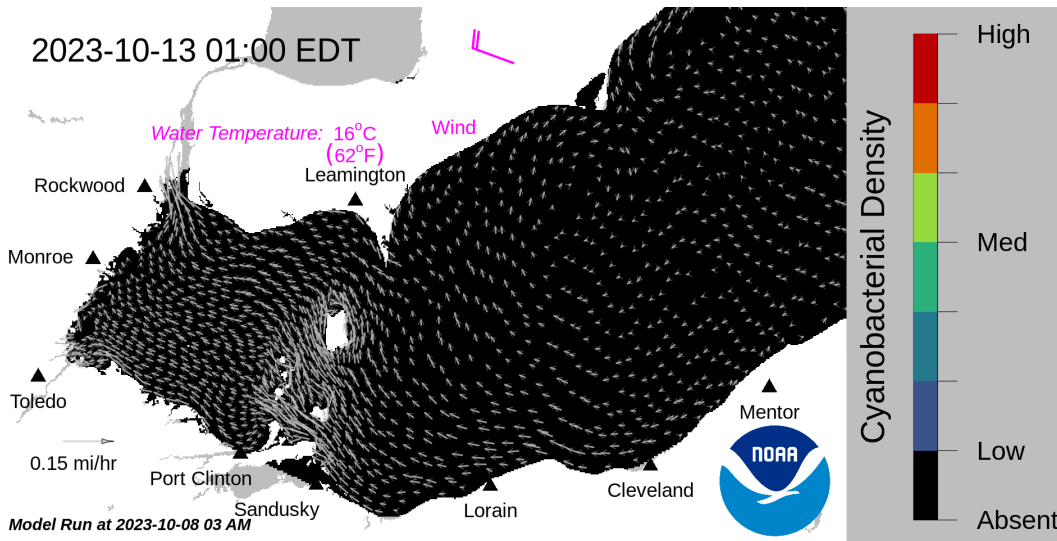 2023-10-13 01:00 EDT
High
Water Temperature: 16°C
(62°F)
Wind
Leamington
Rockwood
Monroe
Cyanobacterial Density
Med
Toledo
Mentor
0.15 mi/hr
NOAA
Port Clinton
Low
Cleveland
Sandusky
Lorain
Model Run at 2023-10-08 03 AM
Absent